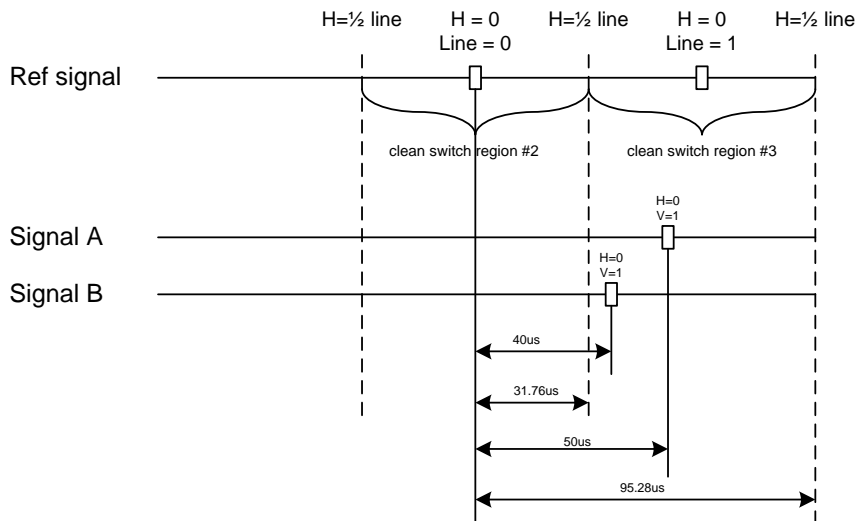 H=½ line
H = 0
Line = 0
H=½ line
H = 0
Line = 1
H=½ line
Ref signal
clean switch region #2
clean switch region #3
Signal A
H=0
V=1
Signal B
H=0
V=1
40us
31.76us
50us
95.28us